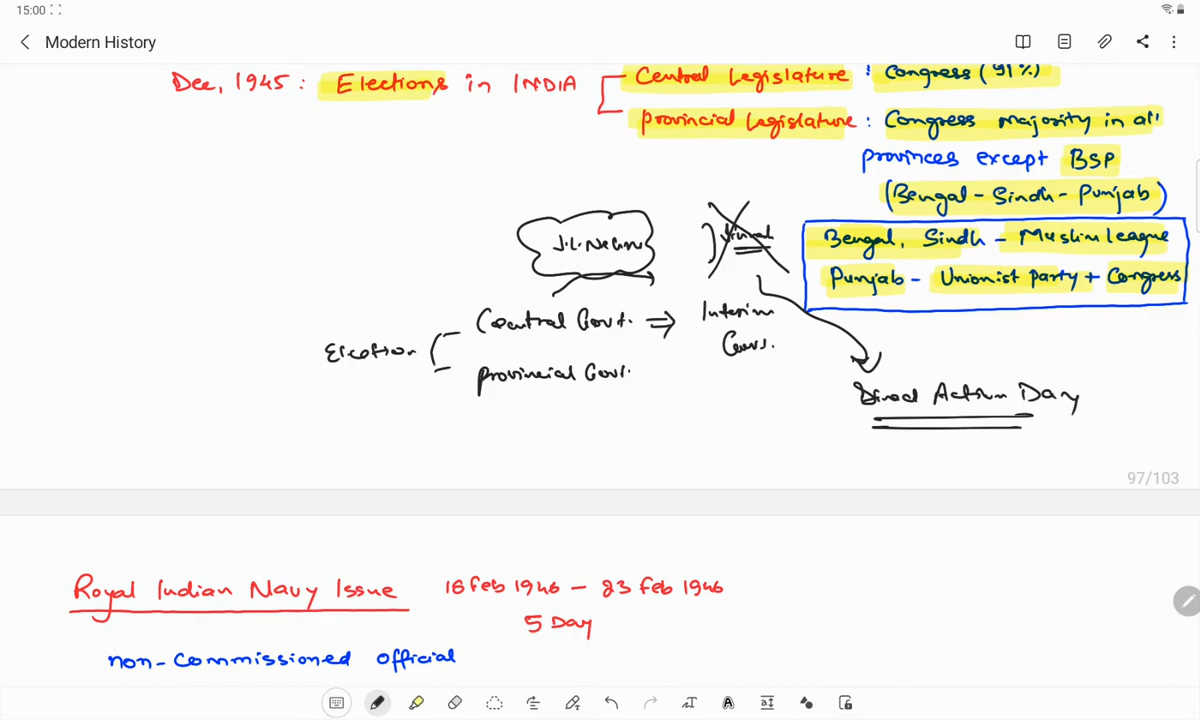 15:00
Modern History
Dec, 1945 : Elections in INDIA
Central Legislature : Congress (91%)
Provincial Legislature : Congress majority in all
provinces except BSP
(Bengal - Sindh - Punjab)
Bengal, Sindh - Muslim League
Punjab - Unionist party + Congress
J.L. Nehru
Election
Central Govt. ⇒ Interim
Govt.
Provincial Govt.
Direct Action Day
97/103
Royal Indian Navy Issue 18 Feb 1946 - 23 Feb 1946
5 Day
non-commissioned official